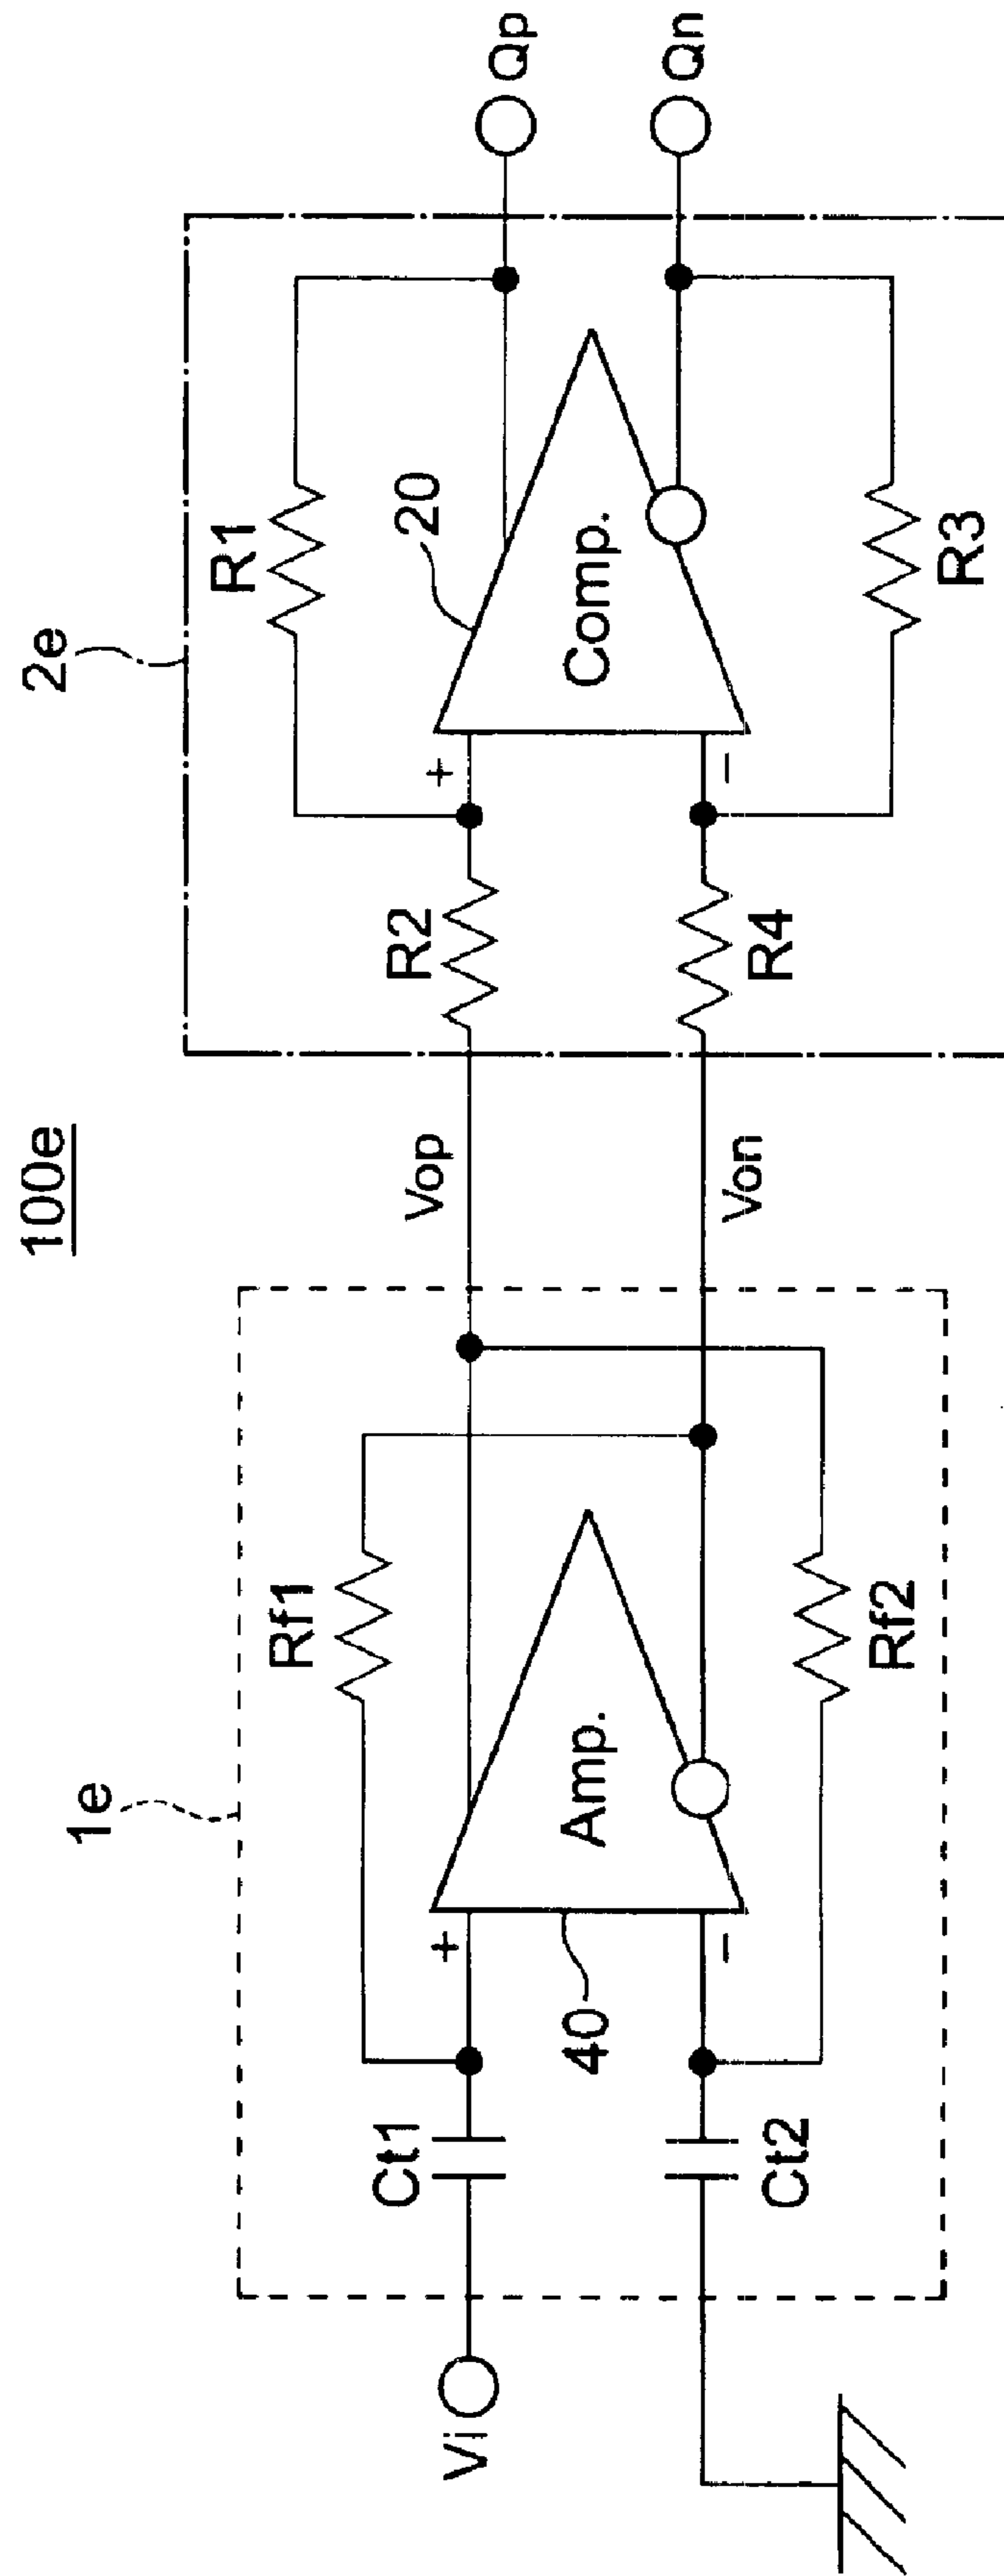 100e
1e
2e
Rf1
R1
20
Ct1
Vi
+
40
Amp.
−
Vop
R2
+
Comp.
−
Qp
Ct2
Rf2
Von
R4
R3
Qn